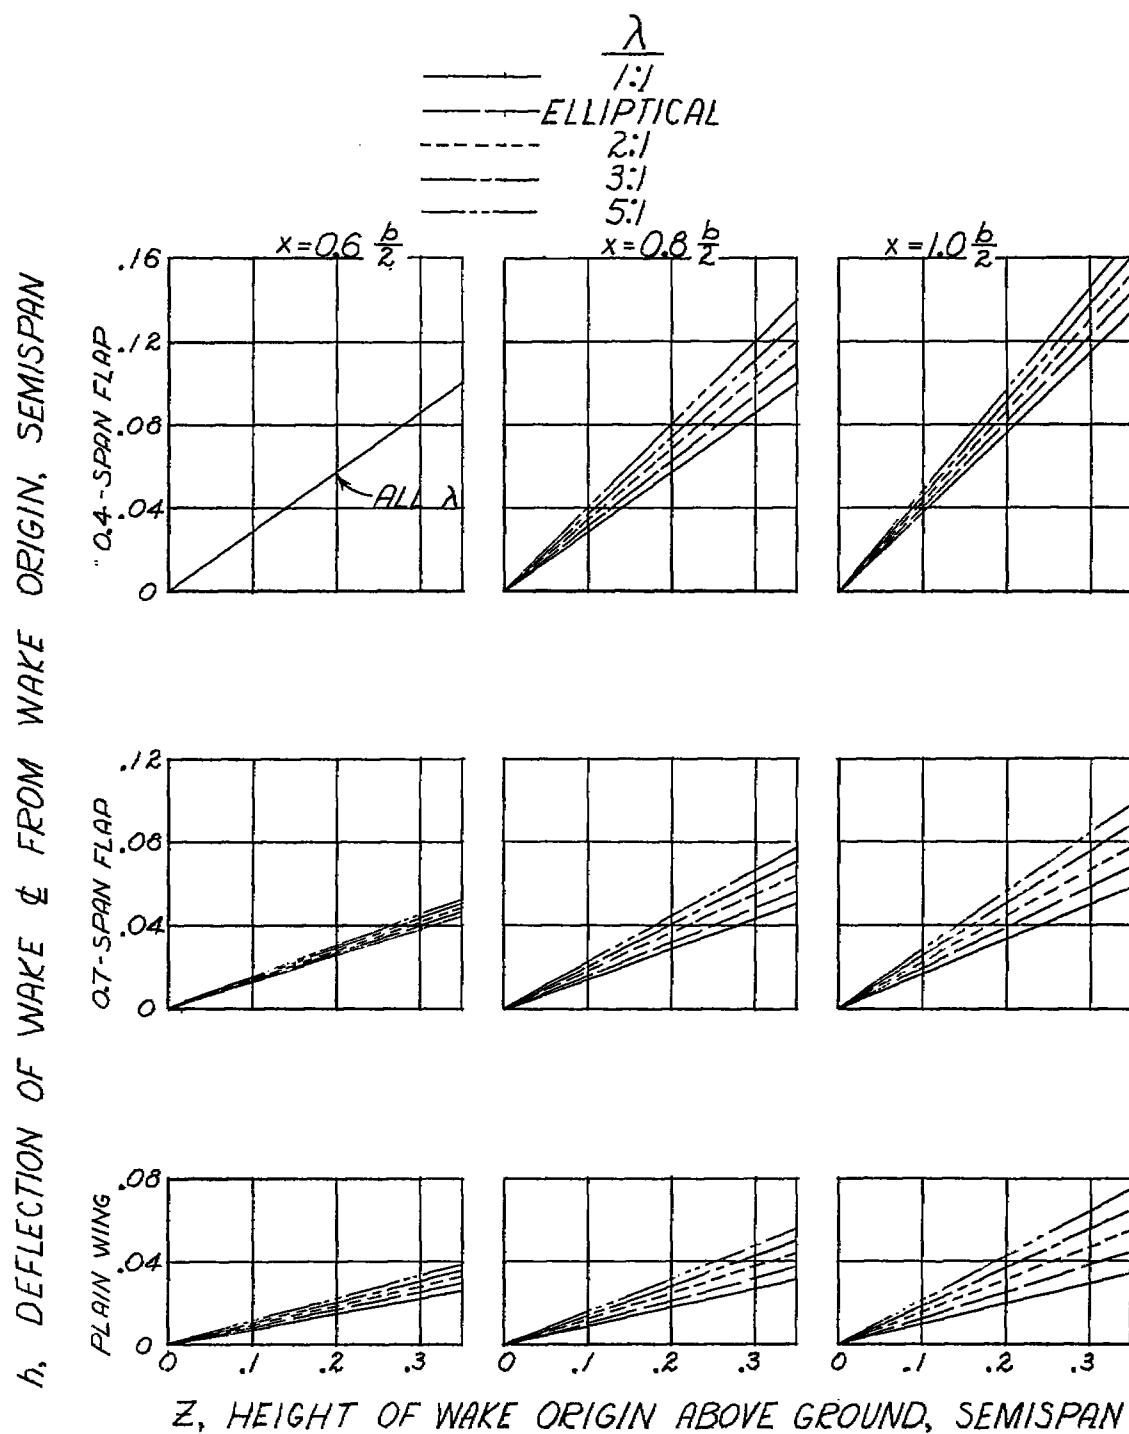 λ
1:1
ELLIPTICAL
2:1
3:1
5:1
x=0.6 b/2
x=0.8 b/2
x=1.0 b/2
h, DEFLECTION OF WAKE ℄ FROM WAKE ORIGIN, SEMISPAN
0.4-SPAN FLAP
.16
.12
.08
.04
0
ALL λ
0.7-SPAN FLAP
.12
.08
.04
0
PLAIN WING
.08
.04
0
0 .1 .2 .3 0 .1 .2 .3 0 .1 .2 .3
Z, HEIGHT OF WAKE ORIGIN ABOVE GROUND, SEMISPAN